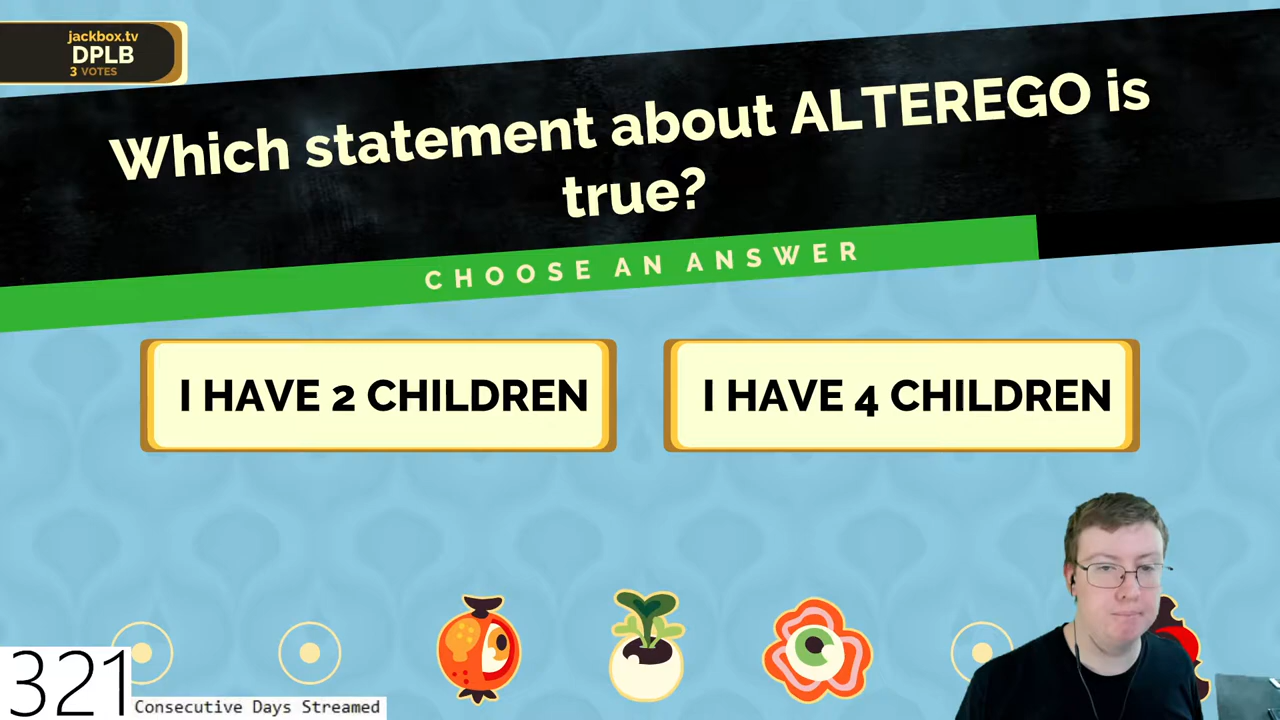 jackbox.tv
DPLB
3 VOTES
Which statement about ALTEREGO is
true?
CHOOSE AN ANSWER
I HAVE 2 CHILDREN
I HAVE 4 CHILDREN
321
Consecutive Days Streamed